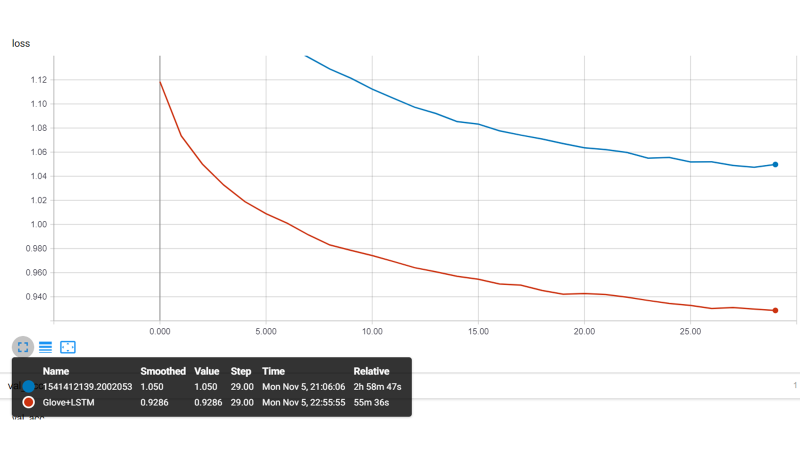 loss
1.12
1.10
1.08
1.06
1.04
1.02
1.00
0.980
0.960
0.940
0.000 5.000 10.00 15.00 20.00 25.00
Name Smoothed Value Step Time Relative
1541412139.2002053 1.050 1.050 29.00 Mon Nov 5, 21:06:06 2h 58m 47s
Glove+LSTM 0.9286 0.9286 29.00 Mon Nov 5, 22:55:55 55m 36s
1